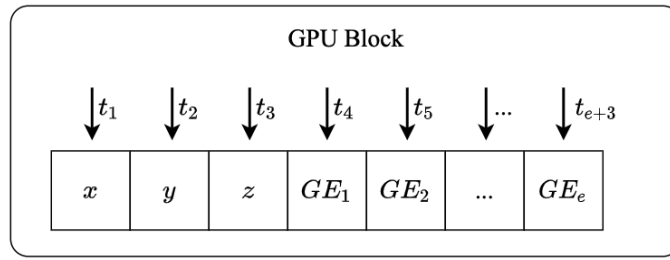 GPU Block
t₁ t₂ t₃ t₄ t₅ ... tₑ₊₃
x y z GE₁ GE₂ ... GEₑ